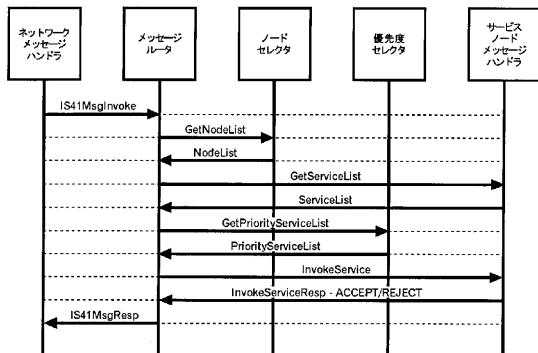 ネットワーク
メッセージ
ハンドラ
メッセージ
ルータ
ノード
セレクタ
優先度
セレクタ
サービス
ノード
メッセージ
ハンドラ
IS41MsgInvoke
GetNodeList
NodeList
GetServiceList
ServiceList
GetPriorityServiceList
PriorityServiceList
InvokeService
InvokeServiceResp - ACCEPT/REJECT
IS41MsgResp